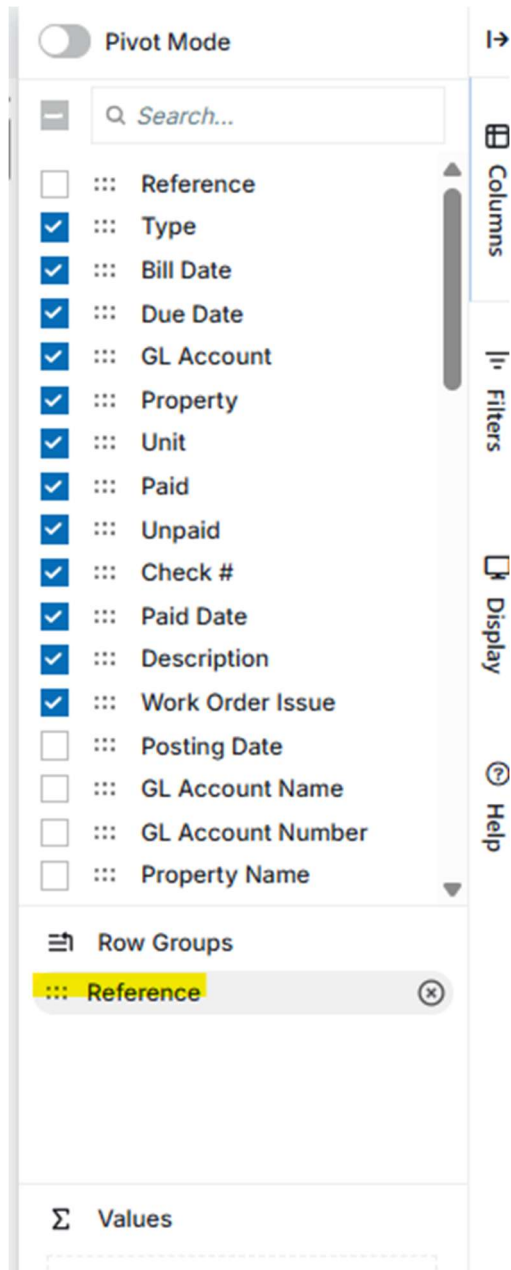 Pivot Mode
Search...
Reference
Type
Bill Date
Due Date
GL Account
Property
Unit
Paid
Unpaid
Check #
Paid Date
Description
Work Order Issue
Posting Date
GL Account Name
GL Account Number
Property Name
Row Groups
Reference
Σ Values
Columns
Filters
Display
Help